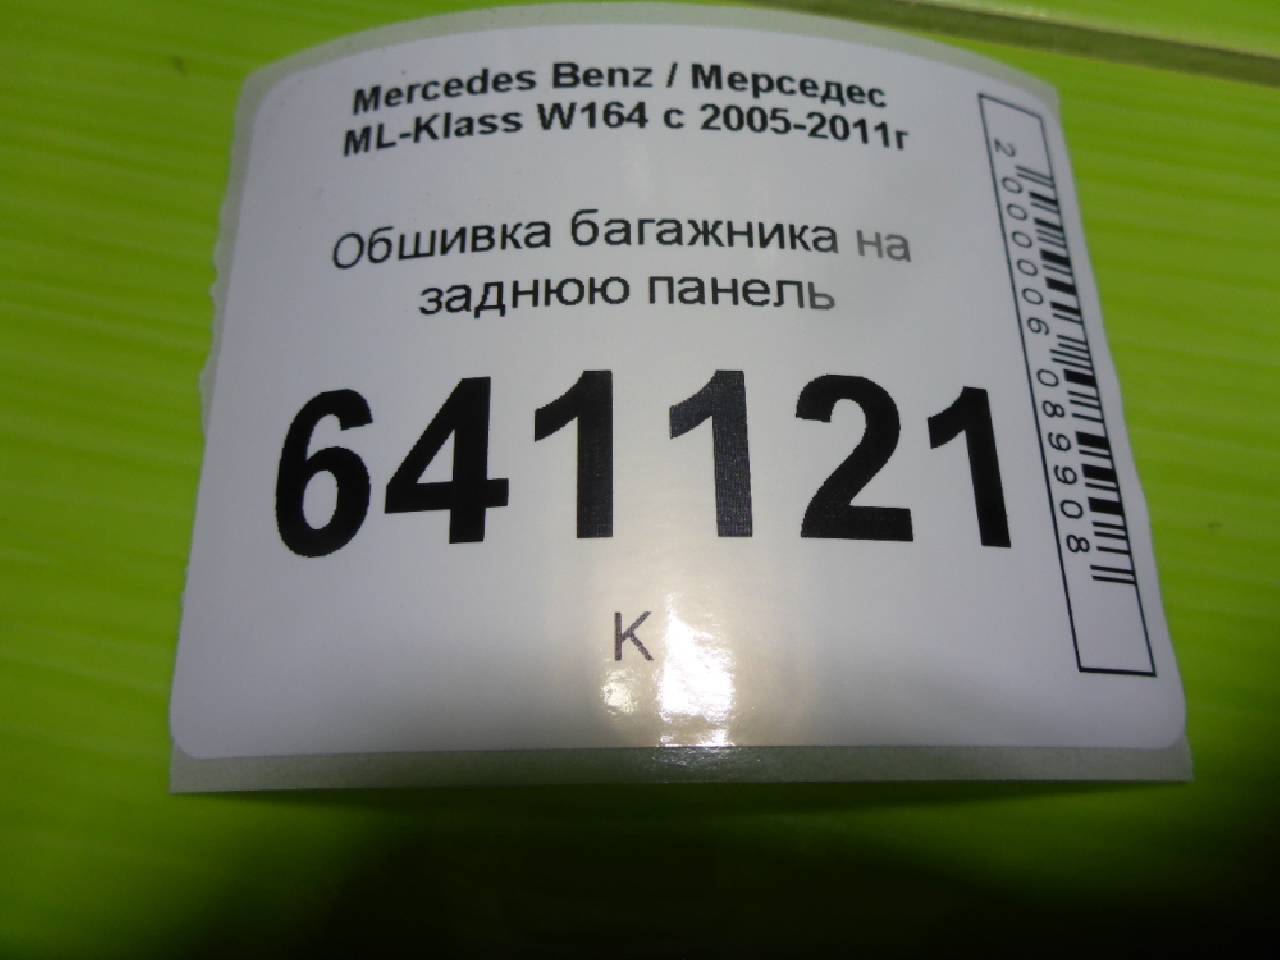 Mercedes Benz / Мерседес
ML-Klass W164 с 2005-2011г
Обшивка багажника на
заднюю панель
641121
К
2000006089908